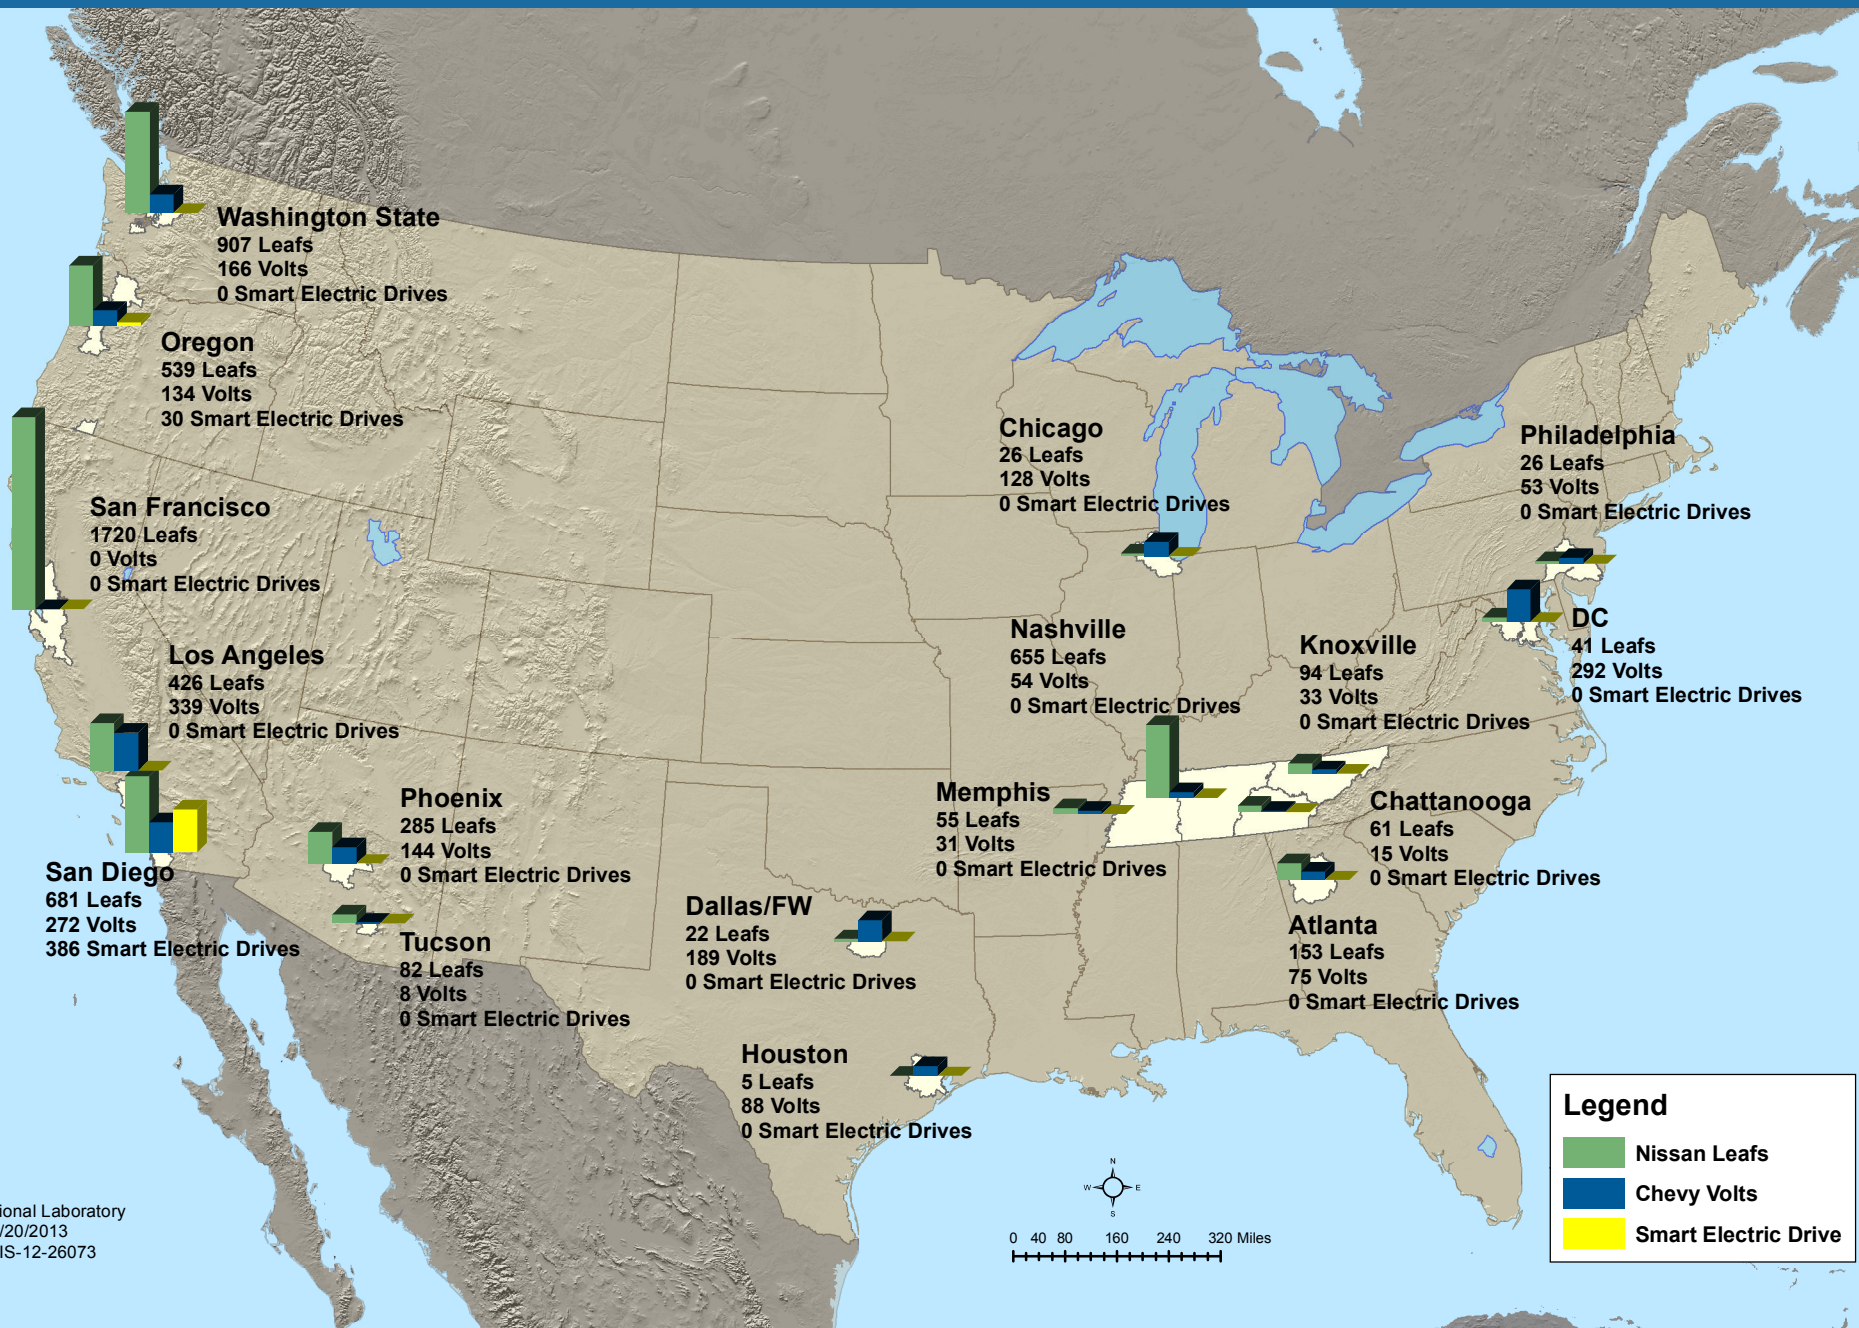 Washington State
907 Leafs
166 Volts
0 Smart Electric Drives
Oregon
539 Leafs
134 Volts
30 Smart Electric Drives
San Francisco
1720 Leafs
0 Volts
0 Smart Electric Drives
Los Angeles
426 Leafs
339 Volts
0 Smart Electric Drives
San Diego
681 Leafs
272 Volts
386 Smart Electric Drives
Phoenix
285 Leafs
144 Volts
0 Smart Electric Drives
Tucson
82 Leafs
8 Volts
0 Smart Electric Drives
Dallas/FW
22 Leafs
189 Volts
0 Smart Electric Drives
Houston
5 Leafs
88 Volts
0 Smart Electric Drives
Chicago
26 Leafs
128 Volts
0 Smart Electric Drives
Nashville
655 Leafs
54 Volts
0 Smart Electric Drives
Memphis
55 Leafs
31 Volts
0 Smart Electric Drives
Knoxville
94 Leafs
33 Volts
0 Smart Electric Drives
Chattanooga
61 Leafs
15 Volts
0 Smart Electric Drives
Atlanta
153 Leafs
75 Volts
0 Smart Electric Drives
Philadelphia
26 Leafs
53 Volts
0 Smart Electric Drives
DC
41 Leafs
292 Volts
0 Smart Electric Drives
ional Laboratory
/20/2013
IS-12-26073
N
W E
S
0 40 80 160 240 320 Miles
Legend
Nissan Leafs
Chevy Volts
Smart Electric Drive